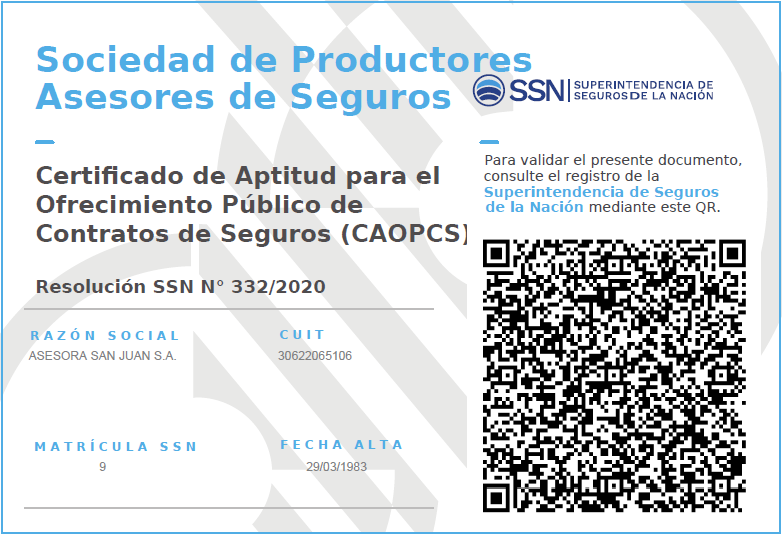 Sociedad de Productores
Asesores de Seguros
SSN
SUPERINTENDENCIA DE
SEGUROS DE LA NACIÓN
Certificado de Aptitud para el
Ofrecimiento Público de
Contratos de Seguros (CAOPCS)
Resolución SSN N° 332/2020
Para validar el presente documento,
consulte el registro de la
Superintendencia de Seguros
de la Nación mediante este QR.
RAZÓN SOCIAL
ASESORA SAN JUAN S.A.
CUIT
30622065106
MATRÍCULA SSN
9
FECHA ALTA
29/03/1983